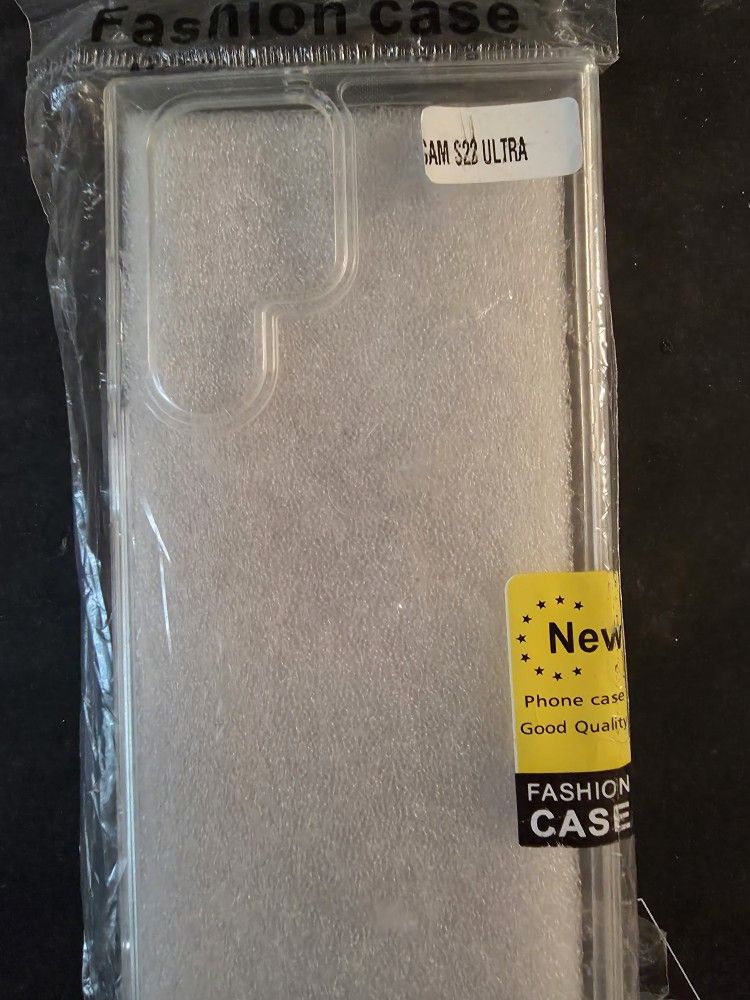 Fashion case
SAM S22 ULTRA
New
Phone case
Good Quality
FASHION
CASE